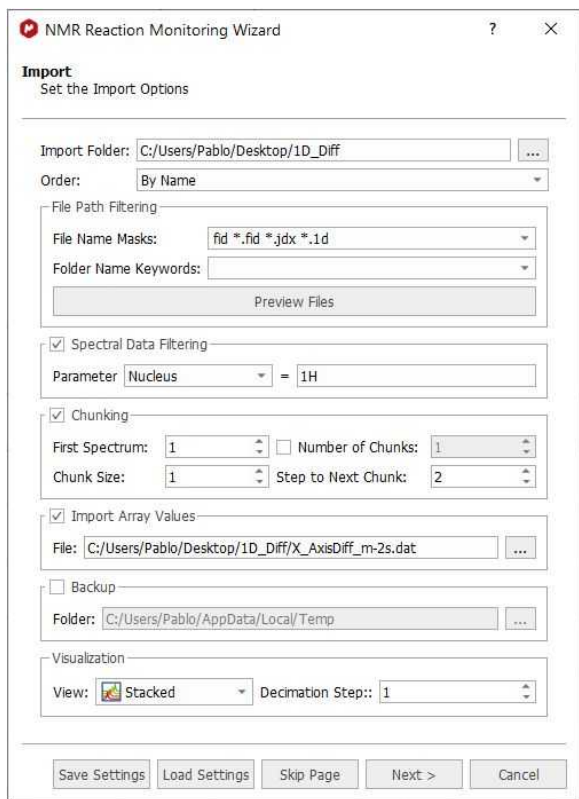 NMR Reaction Monitoring Wizard ? ×
Import
Set the Import Options
Import Folder: C:/Users/Pablo/Desktop/1D_Diff ...
Order: By Name
File Path Filtering
File Name Masks: fid *.fid *.jdx *.1d
Folder Name Keywords:
Preview Files
Spectral Data Filtering
Parameter Nucleus = 1H
Chunking
First Spectrum: 1 Number of Chunks: 1
Chunk Size: 1 Step to Next Chunk: 2
Import Array Values
File: C:/Users/Pablo/Desktop/1D_Diff/X_AxisDiff_m-2s.dat ...
Backup
Folder: C:/Users/Pablo/AppData/Local/Temp ...
Visualization
View: Stacked Decimation Step:: 1
Save Settings Load Settings Skip Page Next > Cancel